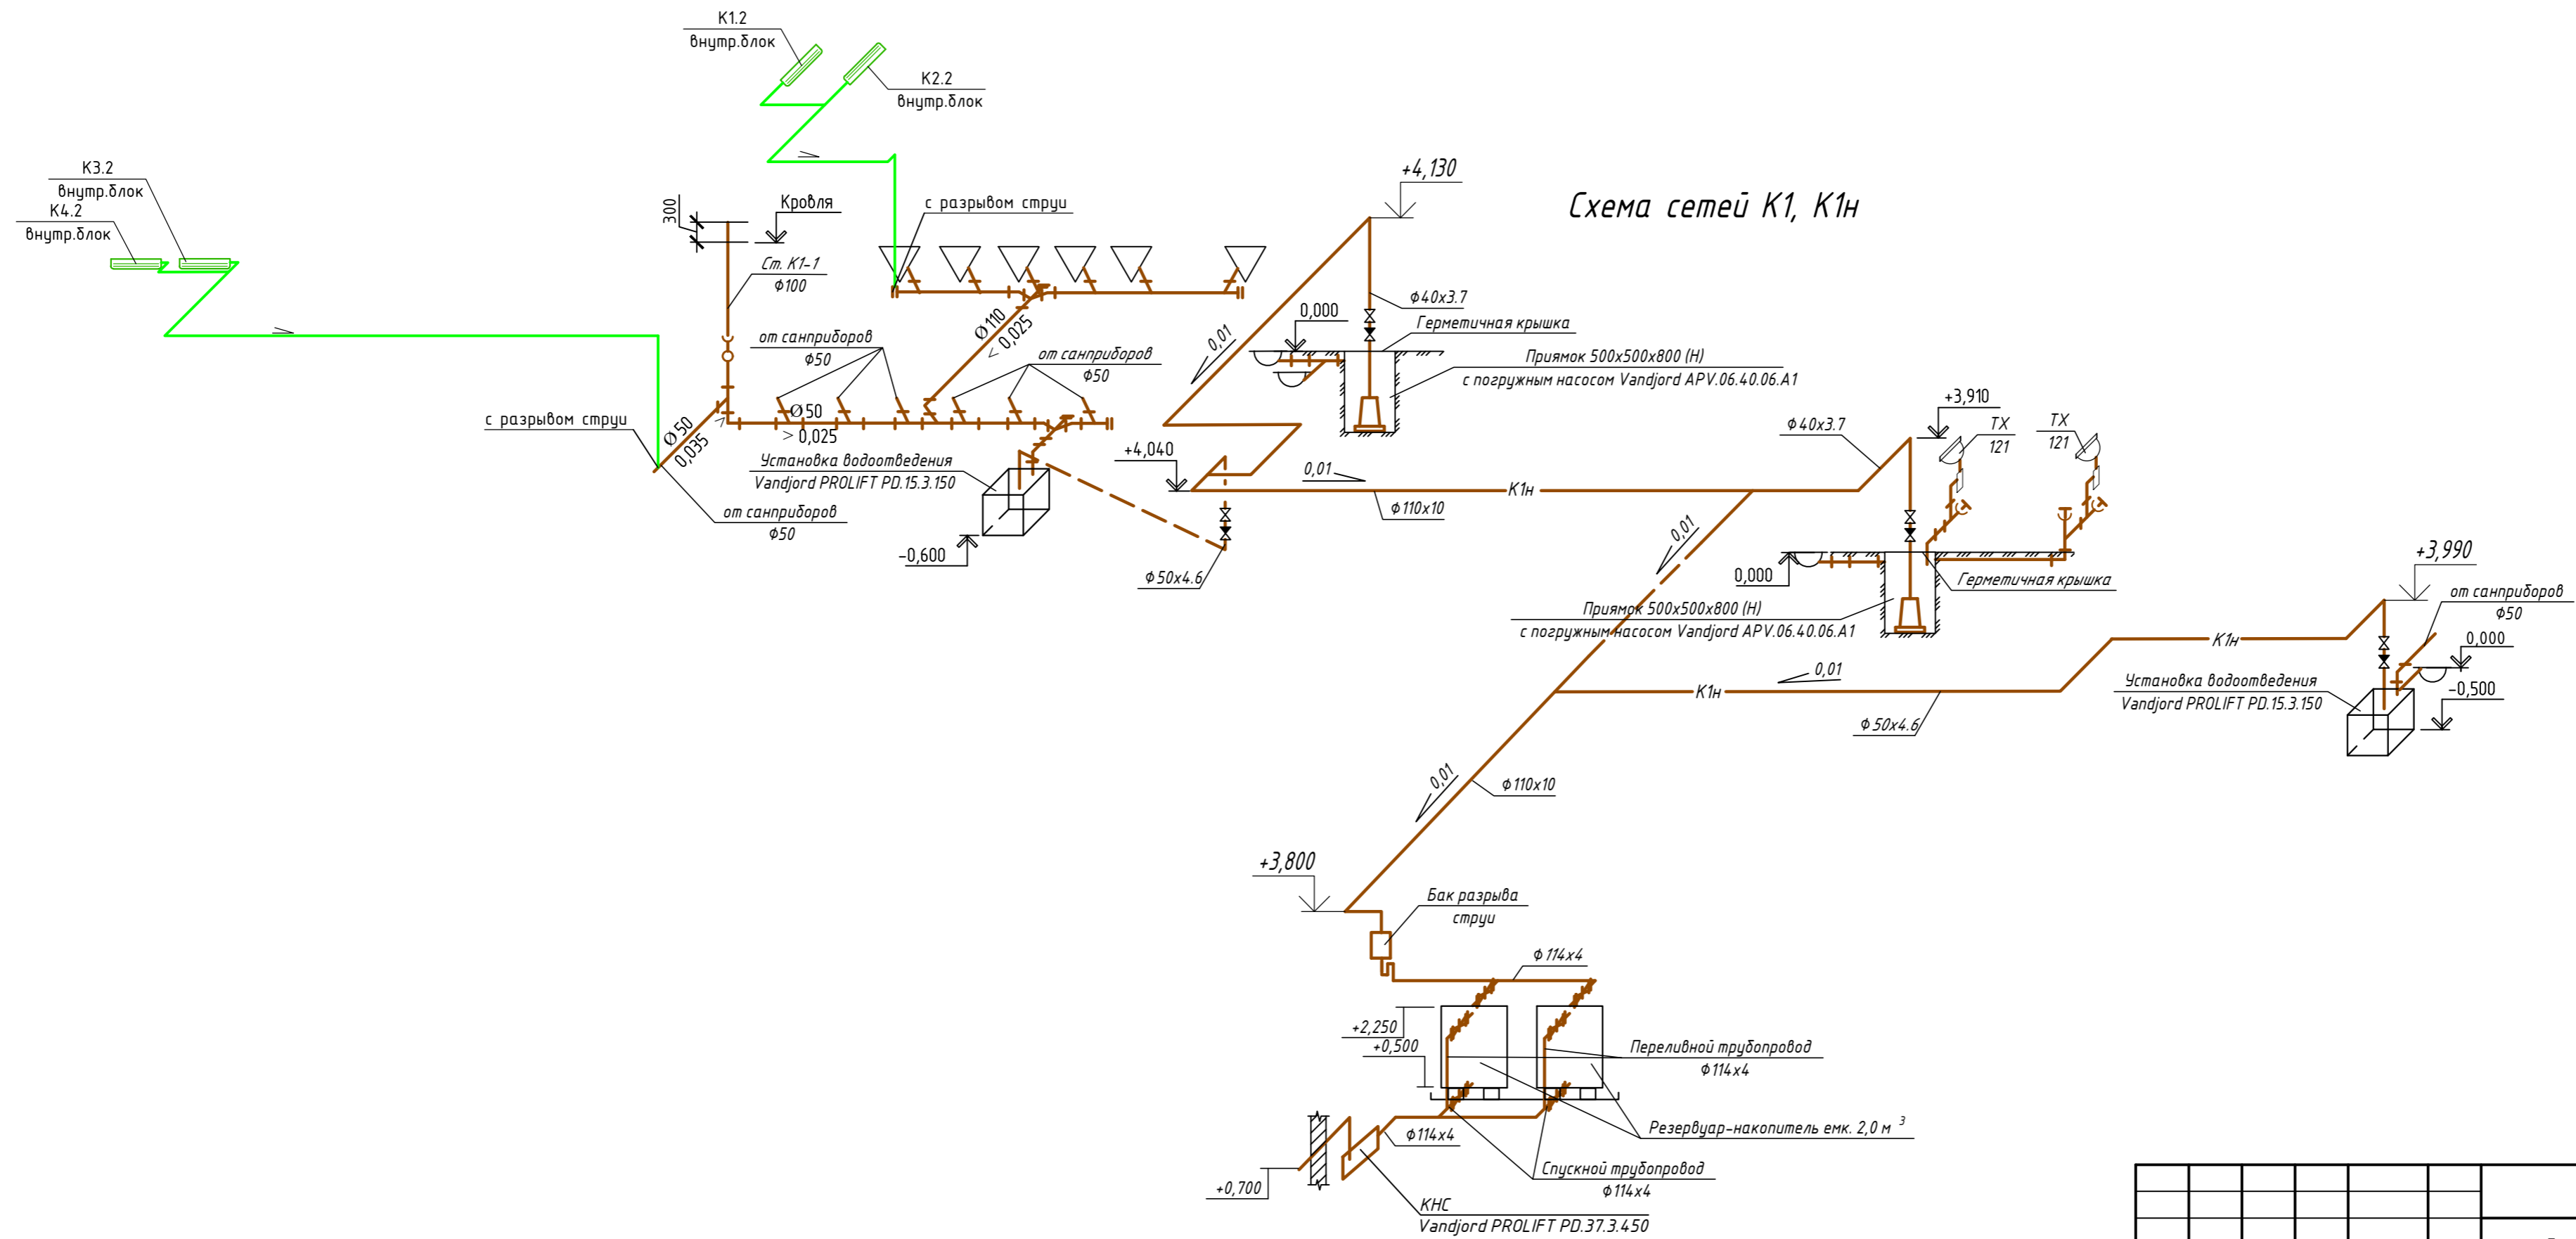 К1.2
внутр.блок
К2.2
внутр.блок
К3.2
внутр.блок
К4.2
внутр.блок
300
Кровля
с разрывом струи
Ст. К1-1
Ф100
+4,130
Схема сетей К1, К1н
от санприборов
Ф50
Ø110
0,025
от санприборов
Ф50
0,01
0,000
Ф40х3.7
Герметичная крышка
Приямок 500х500х800 (Н)
с погружным насосом Vandjord APV.06.40.06.A1
с разрывом струи
Ø50
0,035
Ø50
> 0,025
Установка водоотведения
Vandjord PROLIFT PD.15.3.150
от санприборов
Ф50
-0,600
+4,040
0,01
К1н
Ф110х10
Ф50х4.6
Ф40х3.7
+3,910
ТХ
121
ТХ
121
0,01
0,000
Герметичная крышка
Приямок 500х500х800 (Н)
с погружным насосом Vandjord APV.06.40.06.A1
+3,990
от санприборов
Ф50
0,000
К1н
0,01
К1н
Ф50х4.6
Установка водоотведения
Vandjord PROLIFT PD.15.3.150
-0,500
0,01
Ф110х10
+3,800
Бак разрыва
струи
Ф114х4
+2,250
+0,500
Переливной трубопровод
Ф114х4
Резервуар-накопитель емк. 2,0 м ³
Ф114х4
Спускной трубопровод
Ф114х4
+0,700
КНС
Vandjord PROLIFT PD.37.3.450